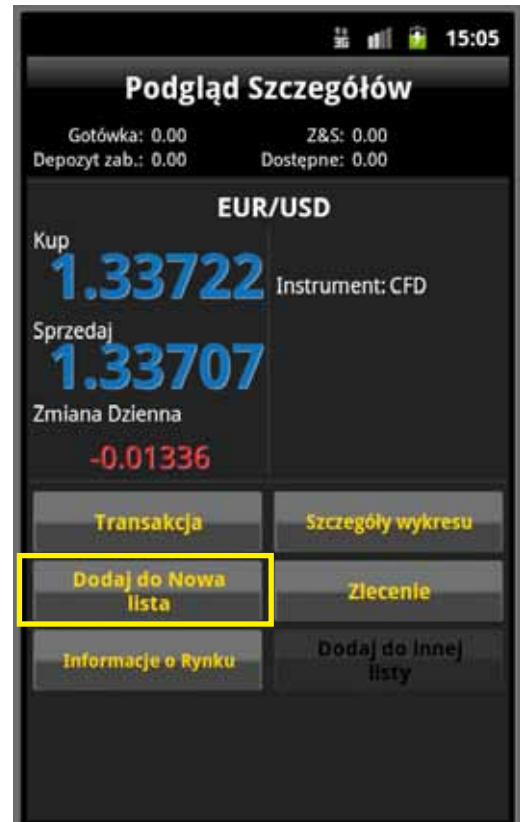 3G 15:05
Podgląd Szczegółów
Gotówka: 0.00 Z&S: 0.00
Depozyt zab.: 0.00 Dostępne: 0.00
EUR/USD
Kup
1.33722 Instrument: CFD
Sprzedaj
1.33707
Zmiana Dzienna
-0.01336
Transakcja Szczegóły wykresu
Dodaj do Nowa
lista
Zlecenie
Informacje o Rynku
Dodaj do innej
listy